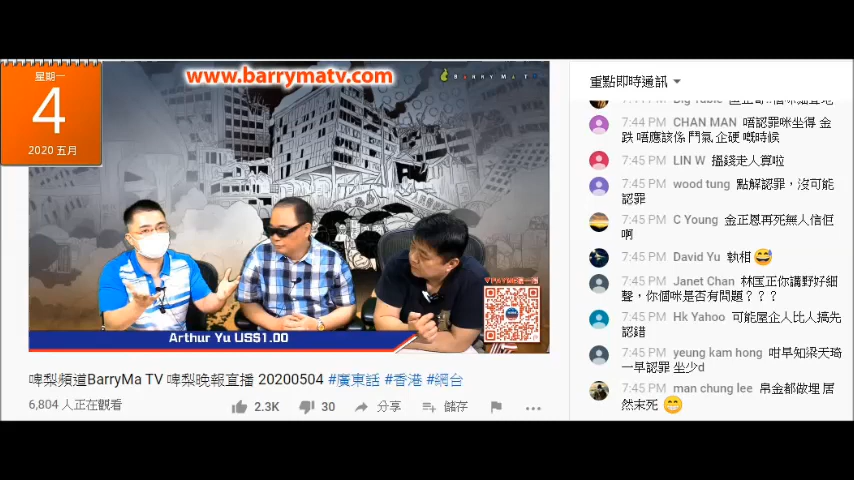 星期一
4
2020 五月
www.barrymatv.com
BARRY MA TV
Arthur Yu US$1.00
啤梨頻道BarryMa TV 啤梨晚報直播 20200504 #廣東話 #香港 #網台
6,804 人正在觀看
2.3K
30
分享
儲存
重點即時通訊
7:44 PM CHAN MAN 唔認罪咪坐得 金
跌 唔應該係 鬥氣 企硬 嘅時候
7:45 PM LIN W 搵錢走人算啦
7:45 PM wood tung 點解認罪，沒可能
認罪
7:45 PM C Young 金正恩再死無人信佢
啊
7:45 PM David Yu 執相
7:45 PM Janet Chan 林匡正你講野好細
聲，你個咪是否有問題？？？
7:45 PM Hk Yahoo 可能屋企人比人搞先
認錯
7:45 PM yeung kam hong 咁早知梁天琦
一早認罪 坐少d
7:45 PM man chung lee 帛金都做埋 居
然未死